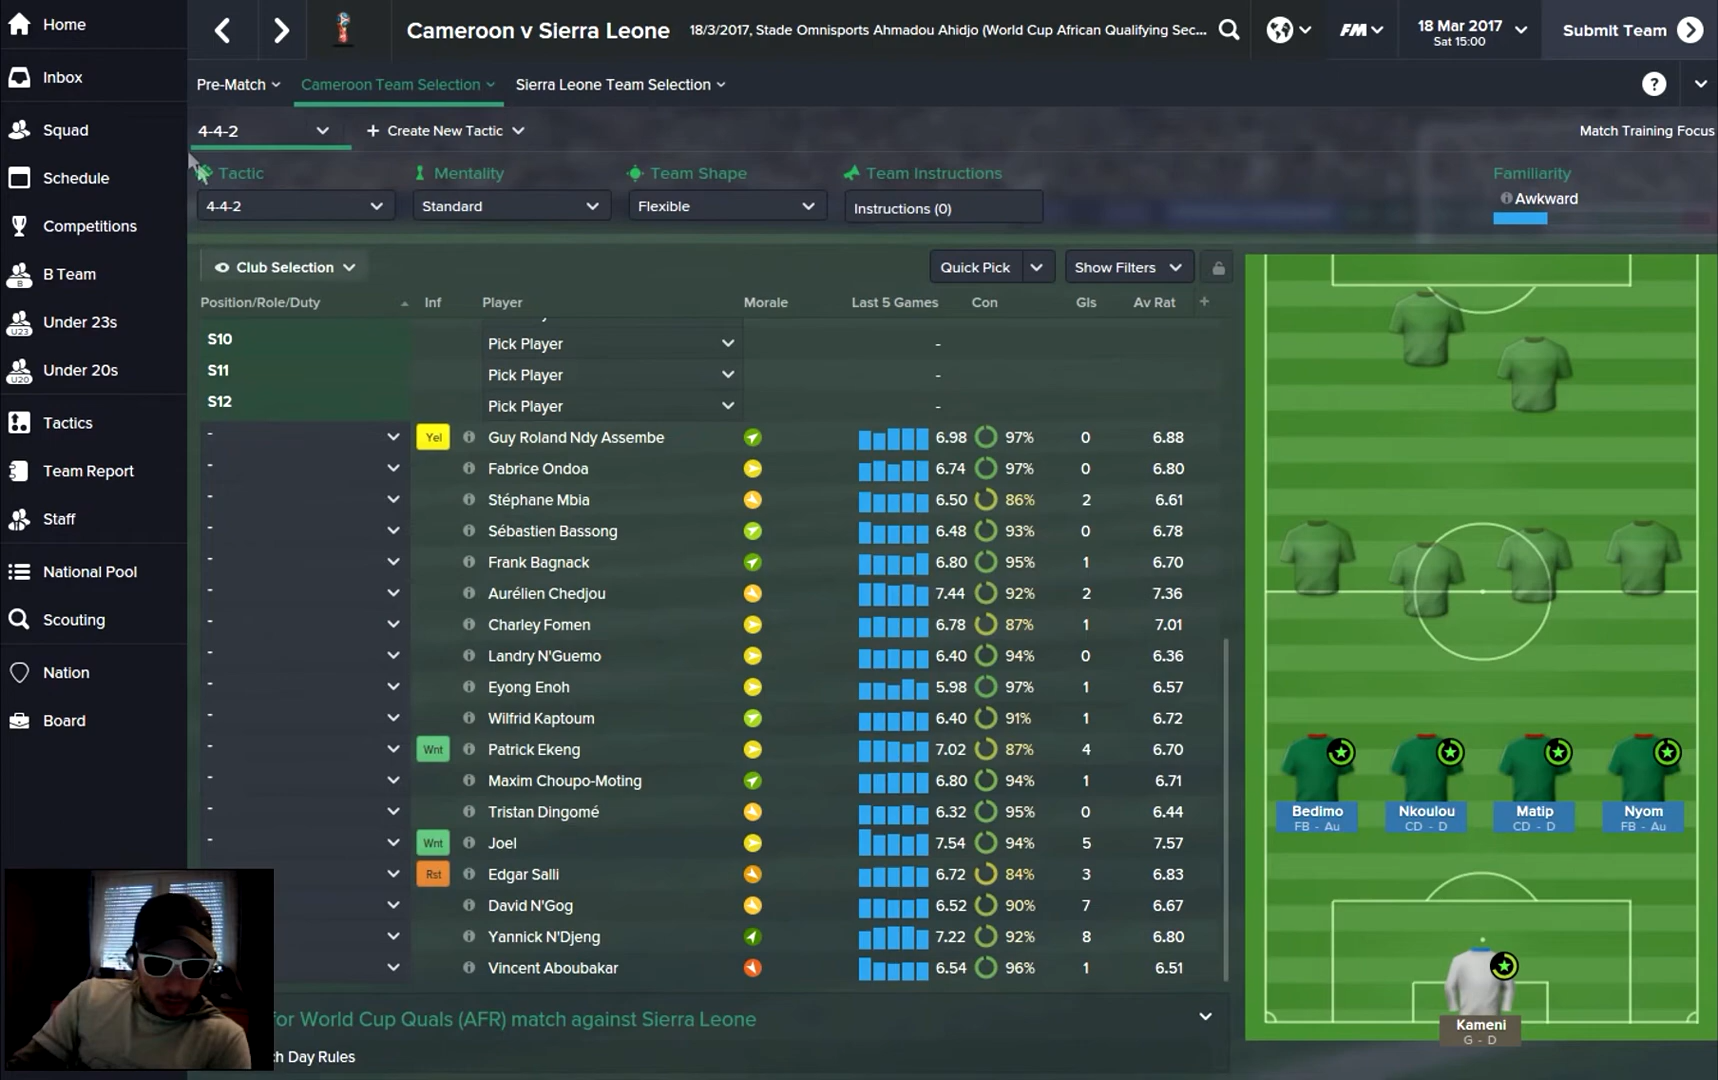 Home
Inbox
Squad
Schedule
Competitions
B Team
Under 23s
Under 20s
Tactics
Team Report
Staff
National Pool
Scouting
Nation
Board
Cameroon v Sierra Leone
18/3/2017, Stade Omnisports Ahmadou Ahidjo (World Cup African Qualifying Sec...
FM
18 Mar 2017
Sat 15:00
Submit Team
Pre-Match
Cameroon Team Selection
Sierra Leone Team Selection
?
4-4-2
+ Create New Tactic
Match Training Focus
Tactic
Mentality
Team Shape
Team Instructions
Familiarity
4-4-2
Standard
Flexible
Instructions (0)
Awkward
Club Selection
Quick Pick
Show Filters
Position/Role/Duty Inf Player Morale Last 5 Games Con Gls Av Rat +
S10 Pick Player -
S11 Pick Player -
S12 Pick Player -
- Yel Guy Roland Ndy Assembe 6.98 97% 0 6.88
- Fabrice Ondoa 6.74 97% 0 6.80
- Stéphane Mbia 6.50 86% 2 6.61
- Sébastien Bassong 6.48 93% 0 6.78
- Frank Bagnack 6.80 95% 1 6.70
- Aurélien Chedjou 7.44 92% 2 7.36
- Charley Fomen 6.78 87% 1 7.01
- Landry N'Guemo 6.40 94% 0 6.36
- Eyong Enoh 5.98 97% 1 6.57
- Wilfrid Kaptoum 6.40 91% 1 6.72
- Wnt Patrick Ekeng 7.02 87% 4 6.70
- Maxim Choupo-Moting 6.80 94% 1 6.71
- Tristan Dingomé 6.32 95% 0 6.44
- Wnt Joel 7.54 94% 5 7.57
Rst Edgar Salli 6.72 84% 3 6.83
David N'Gog 6.52 90% 7 6.67
Yannick N'Djeng 7.22 92% 8 6.80
Vincent Aboubakar 6.54 96% 1 6.51
for World Cup Quals (AFR) match against Sierra Leone
ch Day Rules
Bedimo
FB - Au
Nkoulou
CD - D
Matip
CD - D
Nyom
FB - Au
Kameni
G - D